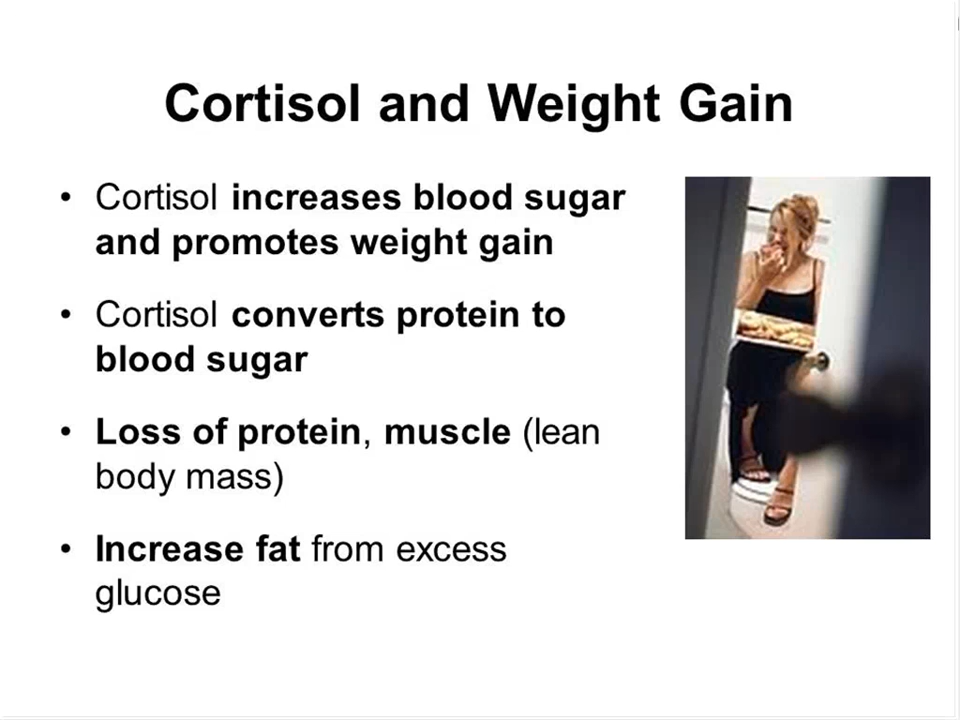 Cortisol and Weight Gain
• Cortisol increases blood sugar
and promotes weight gain
• Cortisol converts protein to
blood sugar
• Loss of protein, muscle (lean
body mass)
• Increase fat from excess
glucose